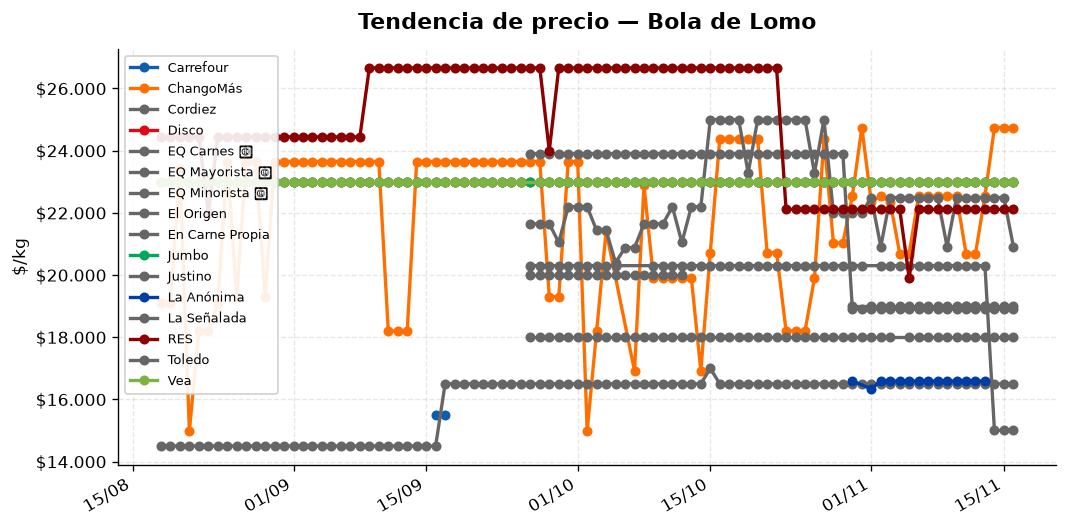 Tendencia de precio — Bola de Lomo
$/kg
$26.000
$24.000
$22.000
$20.000
$18.000
$16.000
$14.000
Carrefour
ChangoMás
Cordiez
Disco
EQ Carnes
EQ Mayorista
EQ Minorista
El Origen
En Carne Propia
Jumbo
Justino
La Anónima
La Señalada
RES
Toledo
Vea
15/08
01/09
15/09
01/10
15/10
01/11
15/11